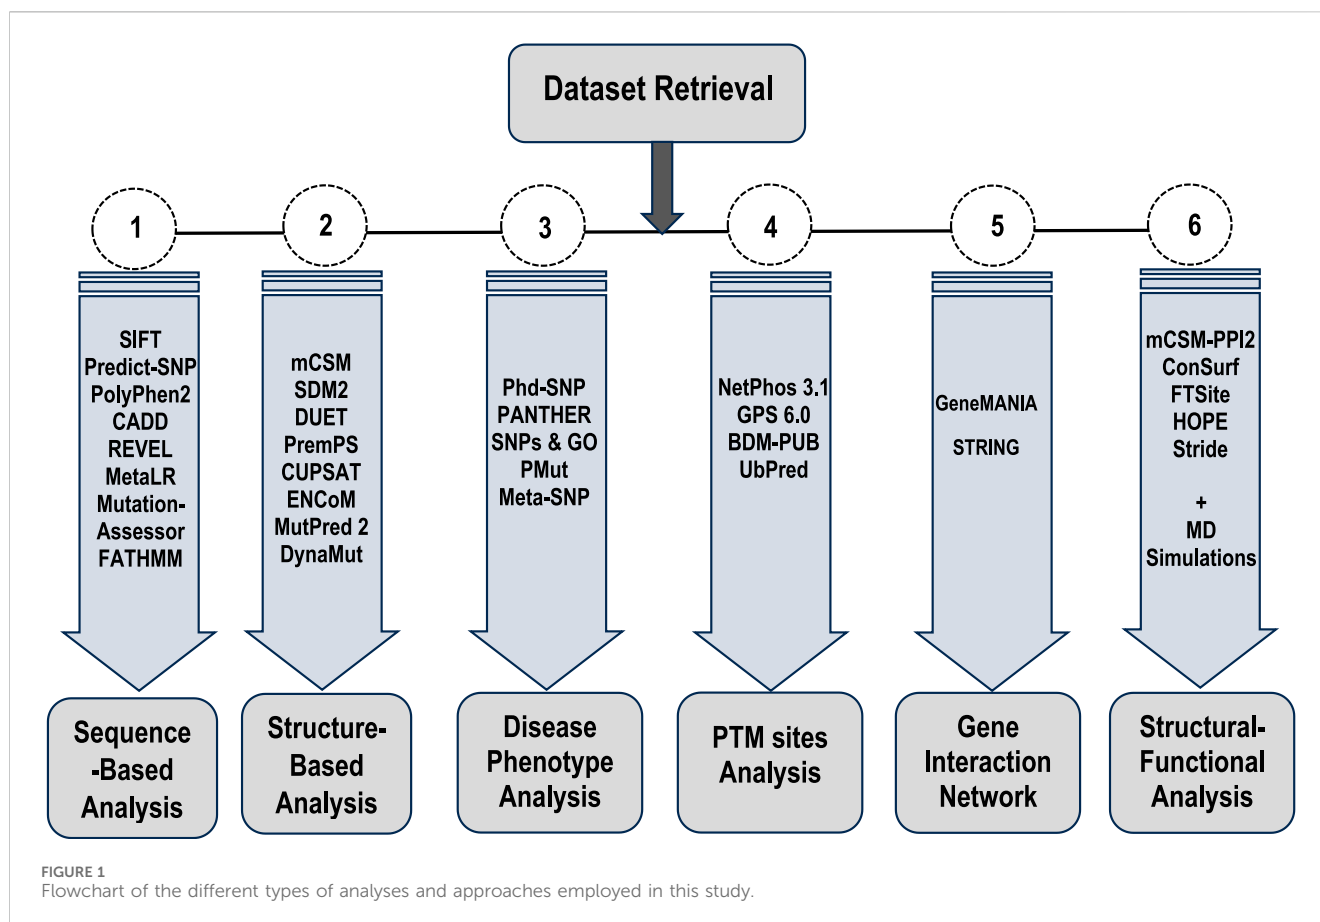 Dataset Retrieval
1
2
3
4
5
6
SIFT
Predict-SNP
PolyPhen2
CADD
REVEL
MetaLR
Mutation-
Assessor
FATHMM
mCSM
SDM2
DUET
PremPS
CUPSAT
ENCoM
MutPred 2
DynaMut
Phd-SNP
PANTHER
SNPs & GO
PMut
Meta-SNP
NetPhos 3.1
GPS 6.0
BDM-PUB
UbPred
GeneMANIA
STRING
mCSM-PPI2
ConSurf
FTSite
HOPE
Stride
+
MD
Simulations
Sequence
-Based
Analysis
Structure-
Based
Analysis
Disease
Phenotype
Analysis
PTM sites
Analysis
Gene
Interaction
Network
Structural-
Functional
Analysis
FIGURE 1
Flowchart of the different types of analyses and approaches employed in this study.